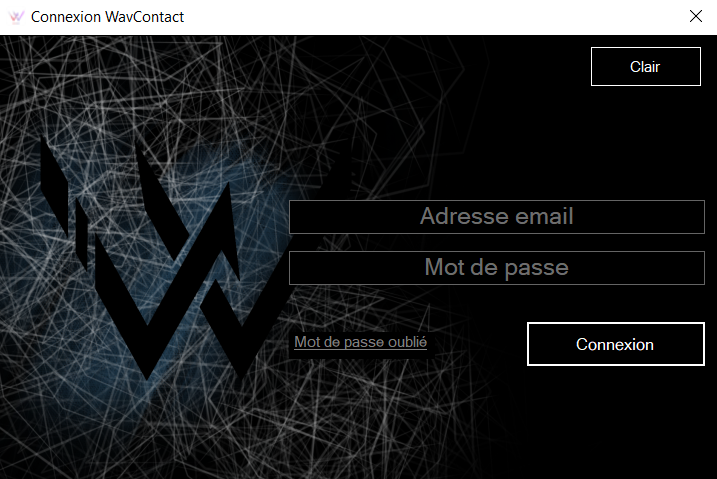 Connexion WavContact
Clair
Adresse email
Mot de passe
Mot de passe oublié
Connexion